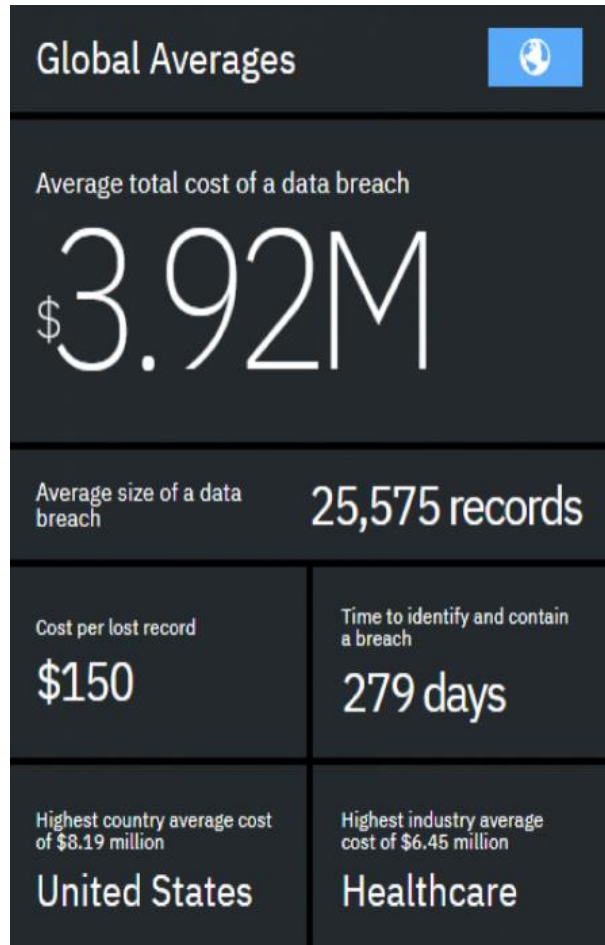 Global Averages
Average total cost of a data breach
$3.92M
Average size of a data
breach
25,575 records
Cost per lost record
$150
Time to identify and contain
a breach
279 days
Highest country average cost
of $8.19 million
United States
Highest industry average
cost of $6.45 million
Healthcare